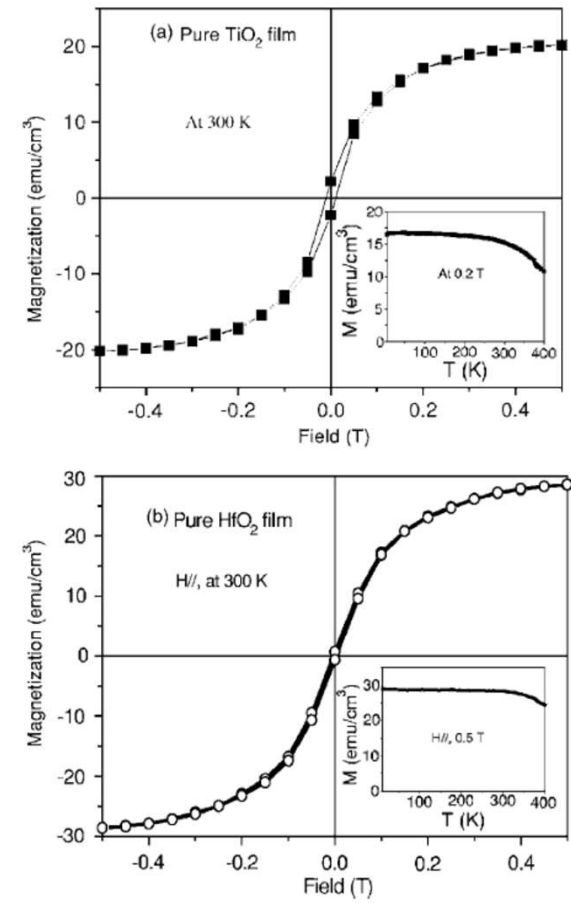 (a) Pure TiO₂ film
At 300 K
Magnetization (emu/cm³)
20
10
0
-10
-20
-0.4
-0.2
0.0
0.2
0.4
Field (T)
M (emu/cm³)
20
15
10
5
0
At 0.2 T
100
200
300
400
T (K)
(b) Pure HfO₂ film
H//, at 300 K
Magnetization (emu/cm³)
30
20
10
0
-10
-20
-30
-0.4
-0.2
0.0
0.2
0.4
Field (T)
M (emu/cm³)
30
20
10
0
H//, 0.5 T
100
200
300
400
T (K)